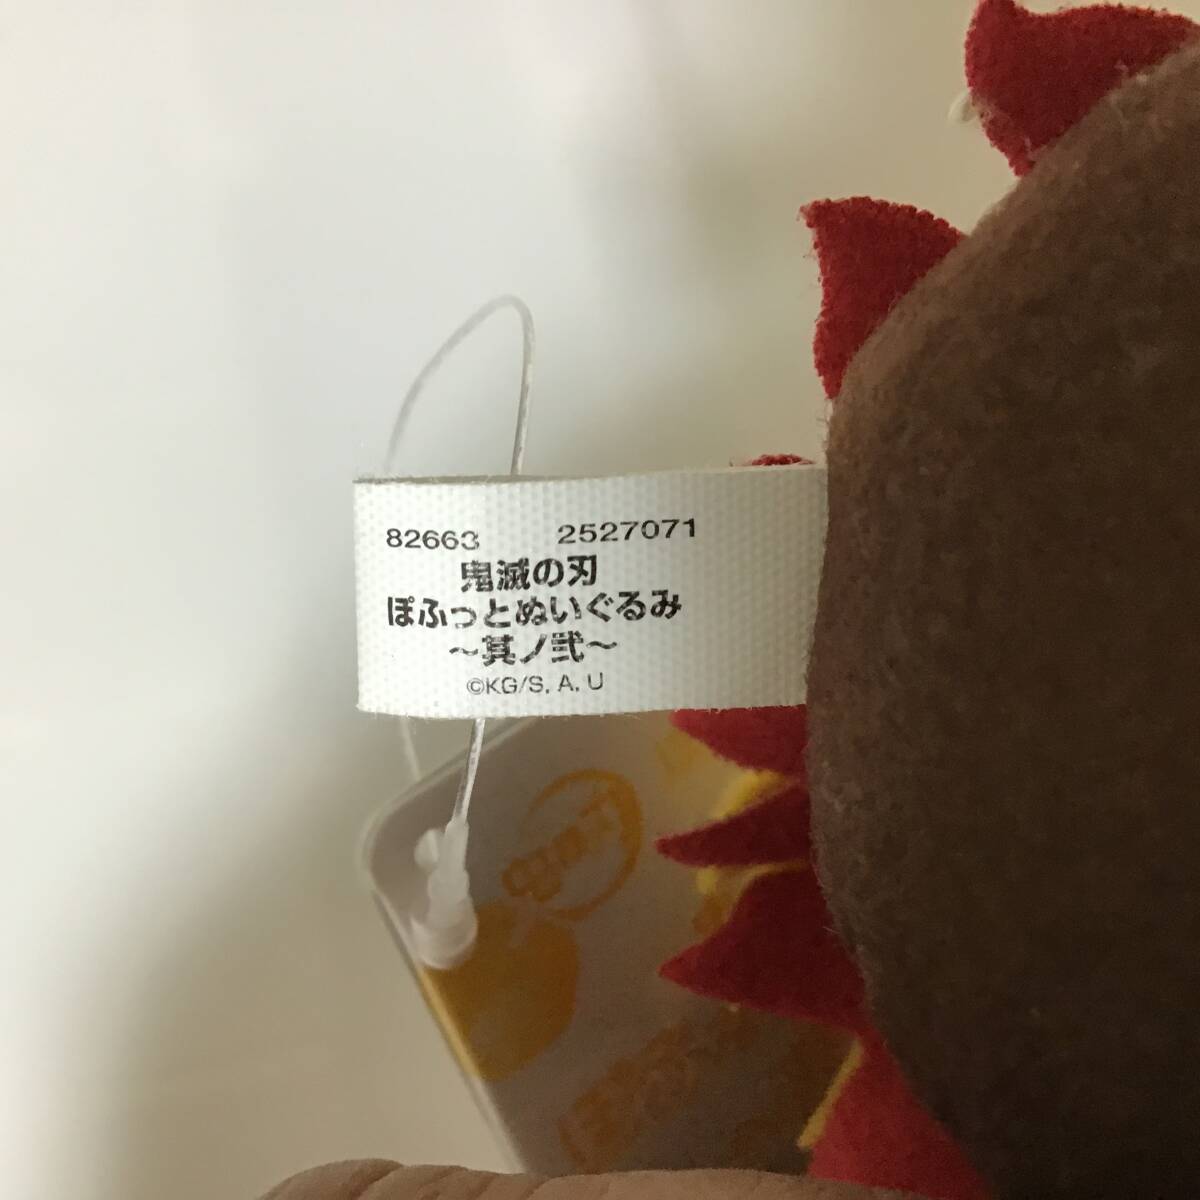 82663 2527071
鬼滅の刃
ぽふっとぬいぐるみ
～其ノ弐～
©KG/S, A, U